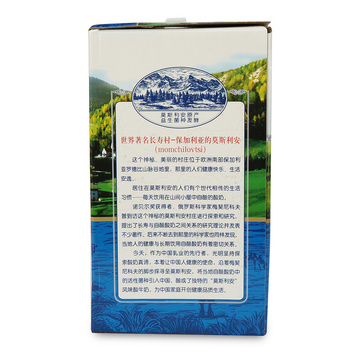 莫斯利安原产
益生菌种发酵
世界著名长寿村-保加利亚的莫斯利安
(momchilovtsi)
这个神秘、美丽的村庄位于欧洲南部保加利
亚罗德比山脉谷地里，那里的人们健康快乐、生活
安逸。
居住在莫斯利安的人们有个世代相传的生活
习惯——每天饮用在山间小窖中自酿的酸奶。
诺贝尔奖获得者、俄罗斯科学家梅契尼科夫
曾到访这个神秘的莫斯利安村庄进行探索和研究，
提出了长寿与自酿酸奶之间关系的研究理论并发表
不少著作。后来不断去到那里的科学家也同样发现，
当地人的健康与长期饮用自酿酸奶有着密切关系。
今天，作为中国乳业的先行者，光明坚持探
索酸奶真谛，本着让中国人健康的使命，沿着梅契
尼科夫的脚步探寻至莫斯利安，将当地自酿酸奶中
的活性菌种引入中国，酿成了独特的“莫斯利安”
风味酸牛奶，为中国家庭开创健康品质生活。